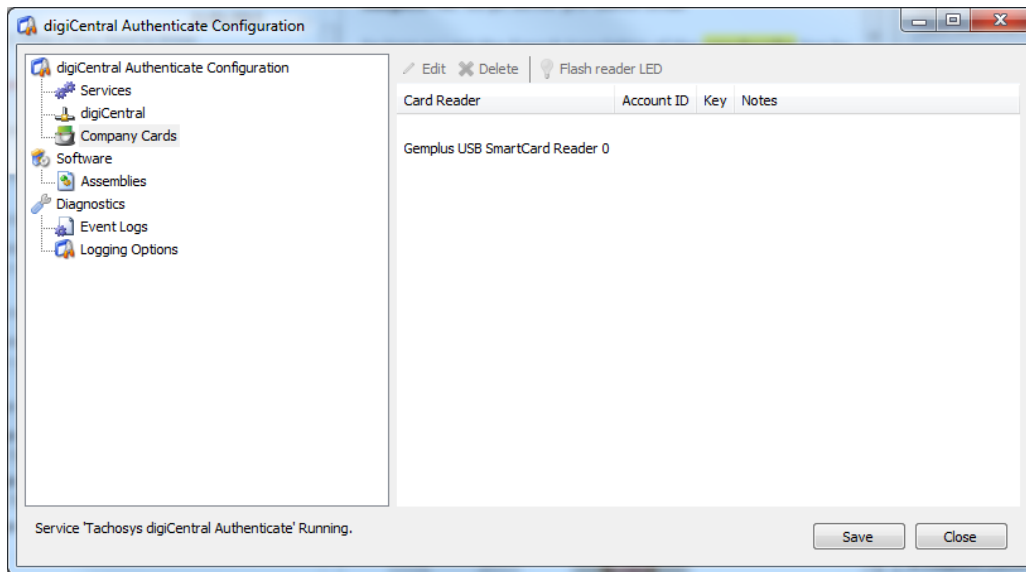 digiCentral Authenticate Configuration
digiCentral Authenticate Configuration
Services
digiCentral
Company Cards
Software
Assemblies
Diagnostics
Event Logs
Logging Options
Edit Delete Flash reader LED
Card Reader Account ID Key Notes
Gemplus USB SmartCard Reader 0
Service 'Tachosys digiCentral Authenticate' Running.
Save Close